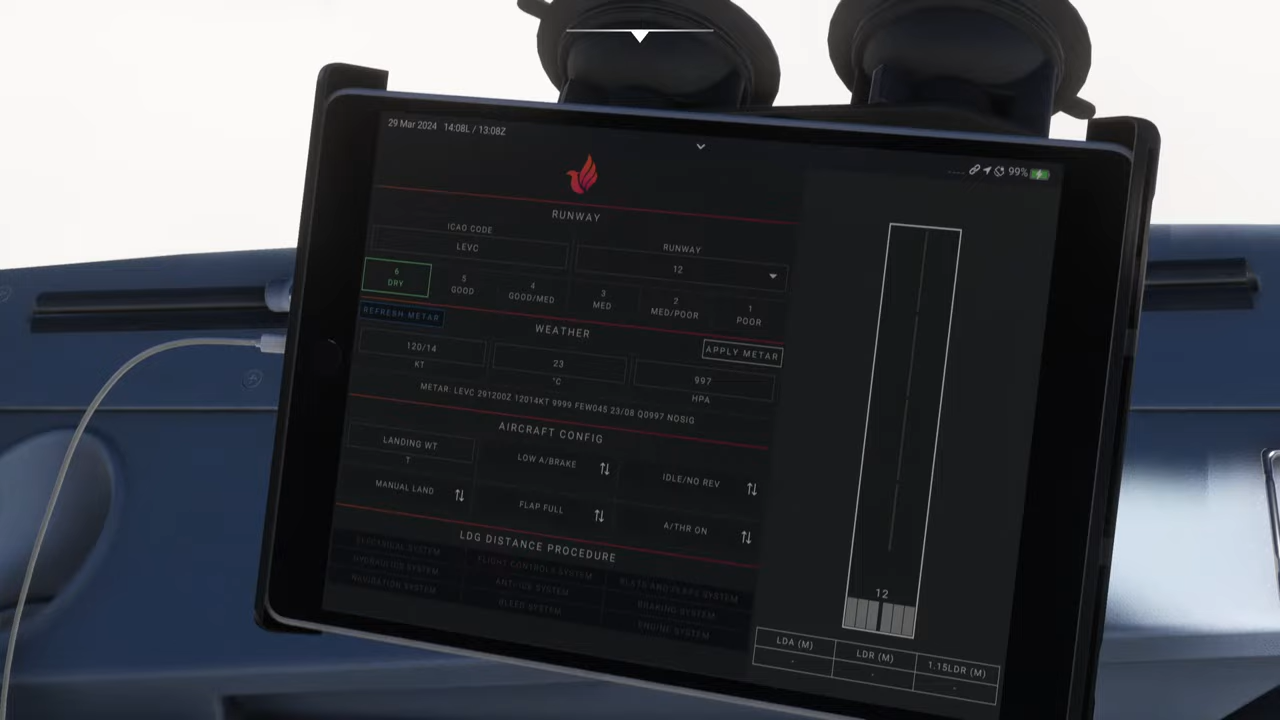 29 Mar 2024 14:08L / 13:08Z
99%
RUNWAY
ICAO CODE
LEVC
RUNWAY
12
6 DRY
5 GOOD
4 GOOD/MED
3 MED
2 MED/POOR
1 POOR
REFRESH METAR
WEATHER
APPLY METAR
120/14
KT
23
°C
997
HPA
METAR: LEVC 291200Z 12014KT 9999 FEW045 23/08 Q0997 NOSIG
AIRCRAFT CONFIG
LANDING WT
T
LOW A/BRAKE
IDLE/NO REV
MANUAL LAND
FLAP FULL
A/THR ON
LDG DISTANCE PROCEDURE
ELECTRICAL SYSTEM
FLIGHT CONTROLS SYSTEM
SLATS AND FLAPS SYSTEM
HYDRAULICS SYSTEM
ANTI-ICE SYSTEM
BRAKING SYSTEM
NAVIGATION SYSTEM
BLEED SYSTEM
ENGINE SYSTEM
12
LDA (M)
LDR (M)
1.15LDR (M)
-
-
-